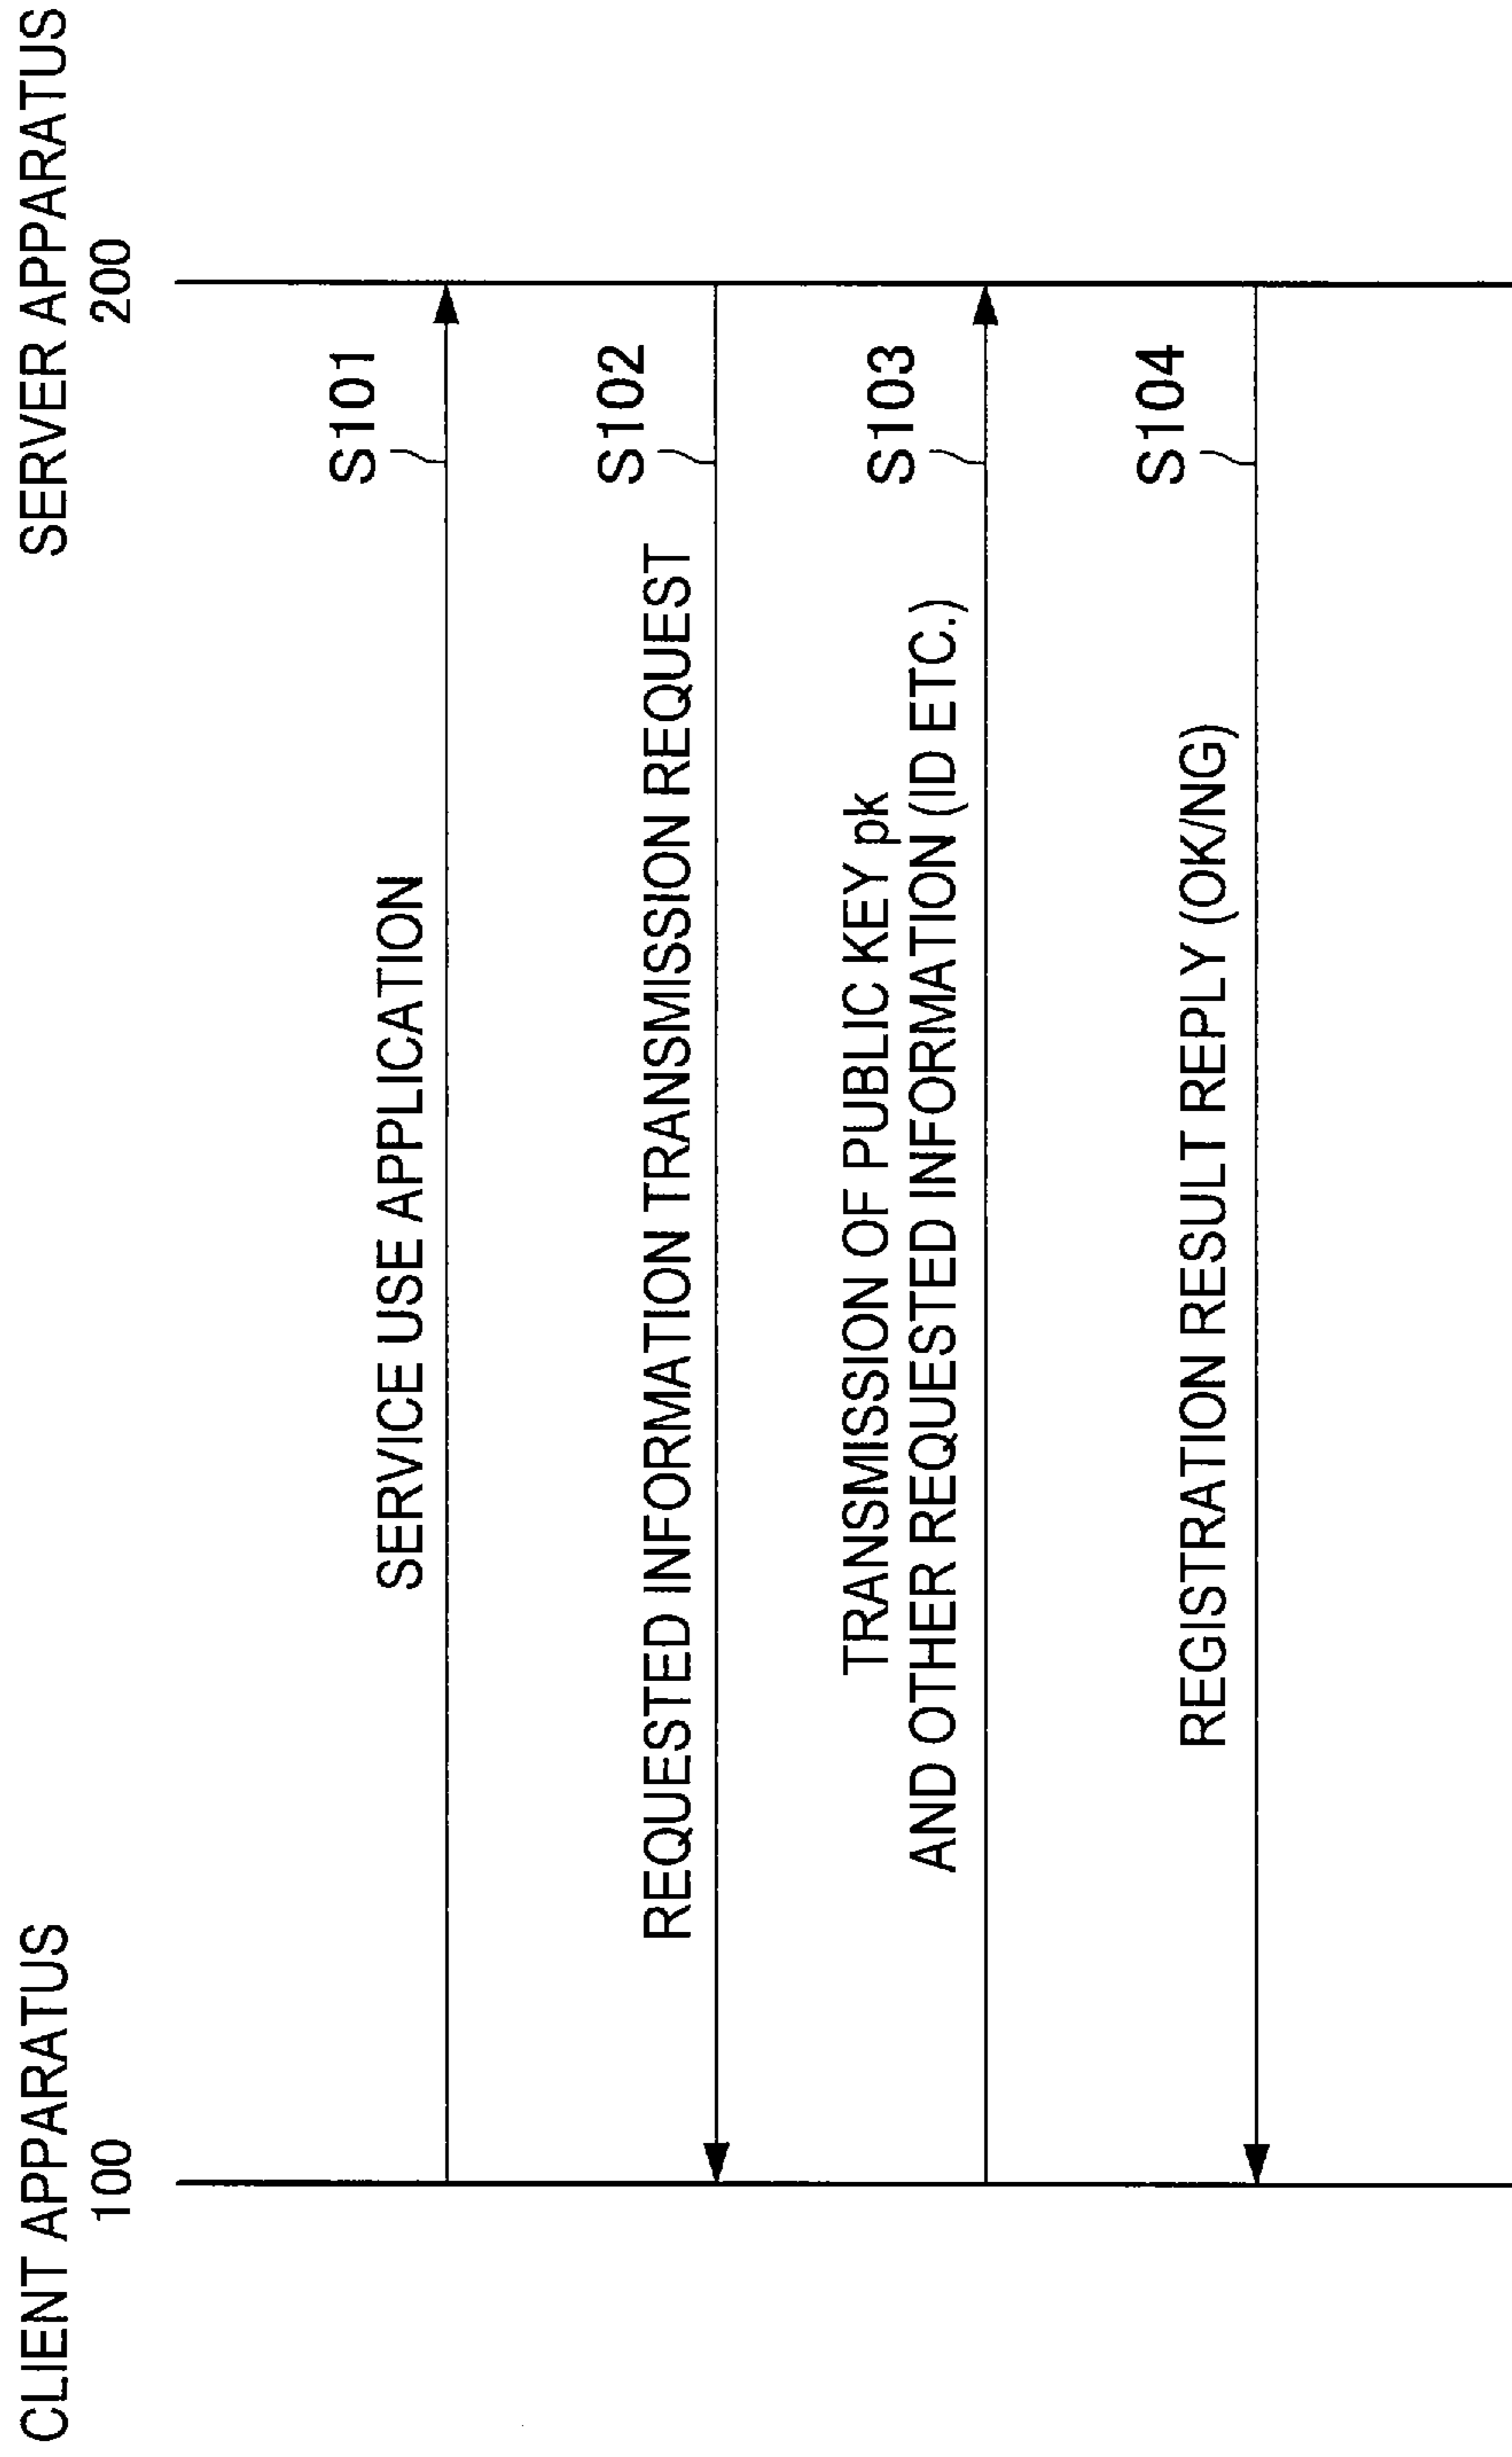 CLIENT APPARATUS
100
SERVER APPARATUS
200
SERVICE USE APPLICATION
S101
REQUESTED INFORMATION TRANSMISSION REQUEST
S102
TRANSMISSION OF PUBLIC KEY pk
AND OTHER REQUESTED INFORMATION (ID ETC.)
S103
REGISTRATION RESULT REPLY (OK/NG)
S104